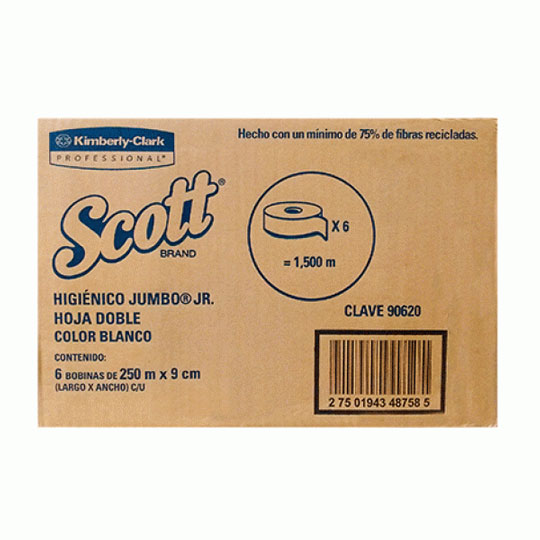 Kimberly-Clark
PROFESSIONAL*
Hecho con un mínimo de 75% de fibras recicladas.
Scott®
BRAND
X 6
= 1,500 m
HIGIÉNICO JUMBO® JR.
HOJA DOBLE
COLOR BLANCO
CONTENIDO:
6 BOBINAS DE 250 m x 9 cm
(LARGO X ANCHO) C/U
CLAVE 90620
2 75 01943 48758 5